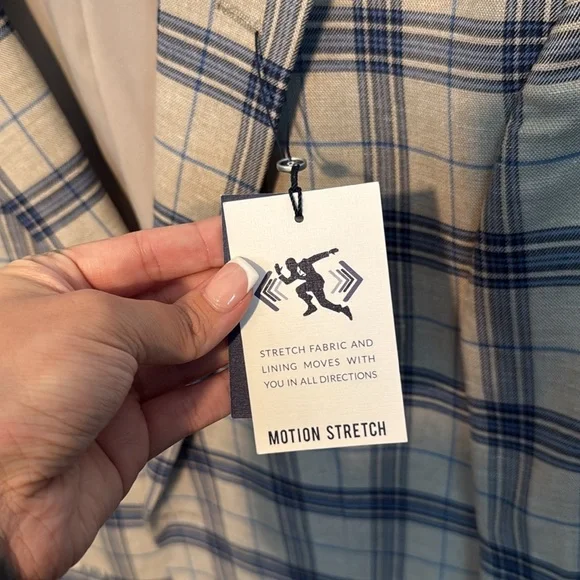 STRETCH FABRIC AND
LINING MOVES WITH
YOU IN ALL DIRECTIONS
MOTION STRETCH